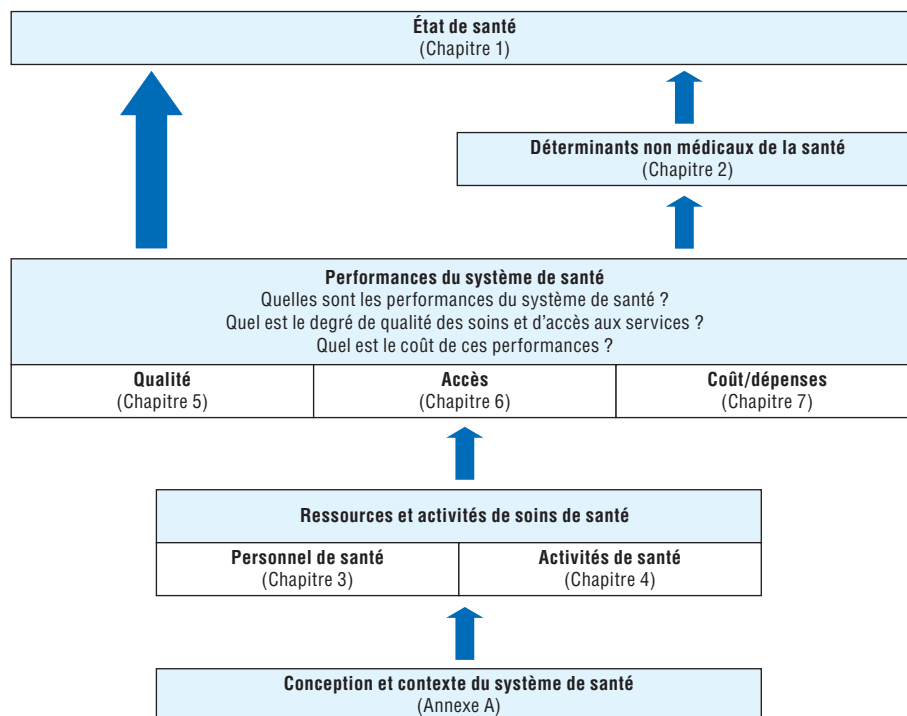 État de santé
(Chapitre 1)
Déterminants non médicaux de la santé
(Chapitre 2)
Performances du système de santé
Quelles sont les performances du système de santé ?
Quel est le degré de qualité des soins et d'accès aux services ?
Quel est le coût de ces performances ?
Qualité
(Chapitre 5)
Accès
(Chapitre 6)
Coût/dépenses
(Chapitre 7)
Ressources et activités de soins de santé
Personnel de santé
(Chapitre 3)
Activités de santé
(Chapitre 4)
Conception et contexte du système de santé
(Annexe A)